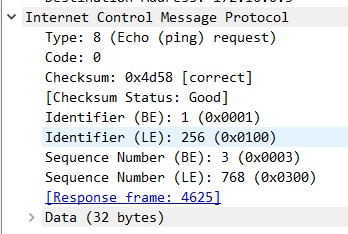 Internet Control Message Protocol
Type: 8 (Echo (ping) request)
Code: 0
Checksum: 0x4d58 [correct]
[Checksum Status: Good]
Identifier (BE): 1 (0x0001)
Identifier (LE): 256 (0x0100)
Sequence Number (BE): 3 (0x0003)
Sequence Number (LE): 768 (0x0300)
[Response frame: 4625]
Data (32 bytes)